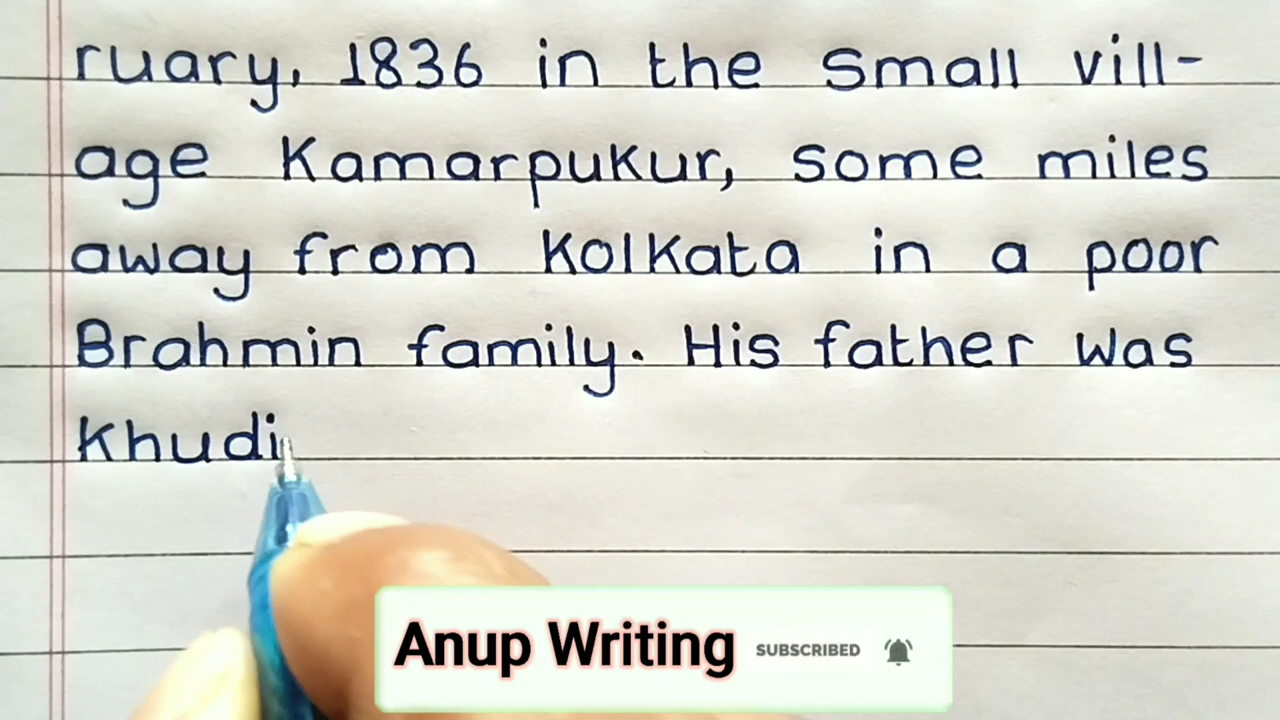 ruary, 1836 in the small vill-
age Kamarpukur, some miles
away from Kolkata in a poor
Brahmin family. His father was
Khudi
Anup Writing SUBSCRIBED